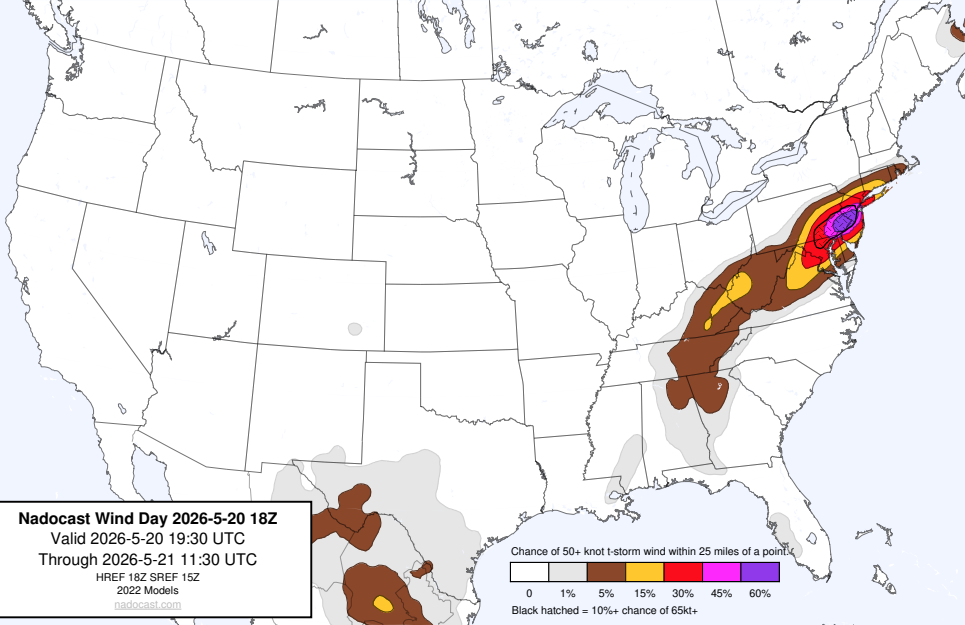 Nadocast Wind Day 2026-5-20 18Z
Valid 2026-5-20 19:30 UTC
Through 2026-5-21 11:30 UTC
HREF 18Z SREF 15Z
2022 Models
nadocast.com
Chance of 50+ knot t-storm wind within 25 miles of a point.
0 1% 5% 15% 30% 45% 60%
Black hatched = 10%+ chance of 65kt+